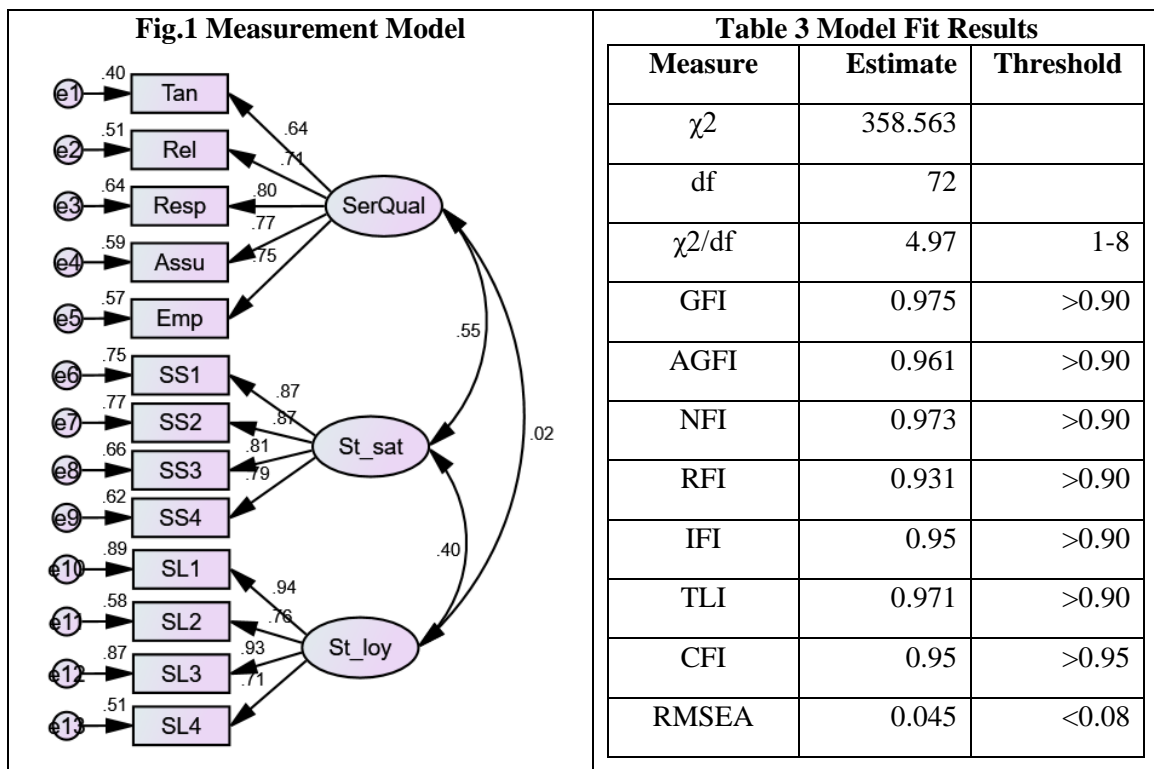 Fig.1 Measurement Model
.40
e1
Tan
.64
.51
e2
Rel
.71
.64
e3
Resp
.80
SerQual
.59
e4
Assu
.77
.57
e5
Emp
.75
.55
.75
e6
SS1
.87
.77
e7
SS2
.87
St_sat
.02
.66
e8
SS3
.81
.62
e9
SS4
.79
.40
.89
e10
SL1
.94
.58
e11
SL2
.76
St_loy
.87
e12
SL3
.93
.51
e13
SL4
.71
Table 3 Model Fit Results
Measure Estimate Threshold
χ2 358.563
df 72
χ2/df 4.97 1-8
GFI 0.975 >0.90
AGFI 0.961 >0.90
NFI 0.973 >0.90
RFI 0.931 >0.90
IFI 0.95 >0.90
TLI 0.971 >0.90
CFI 0.95 >0.95
RMSEA 0.045 <0.08